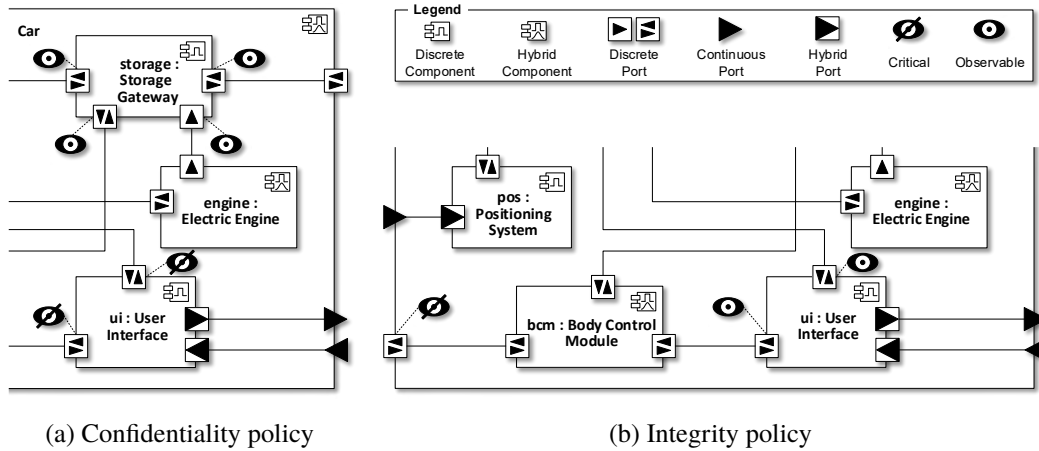 Car
storage :
Storage
Gateway
engine :
Electric Engine
ui : User
Interface
(a) Confidentiality policy
Legend
Discrete
Component
Hybrid
Component
Discrete
Port
Continuous
Port
Hybrid
Port
Critical
Observable
pos :
Positioning
System
engine :
Electric Engine
bcm : Body Control
Module
ui : User
Interface
(b) Integrity policy